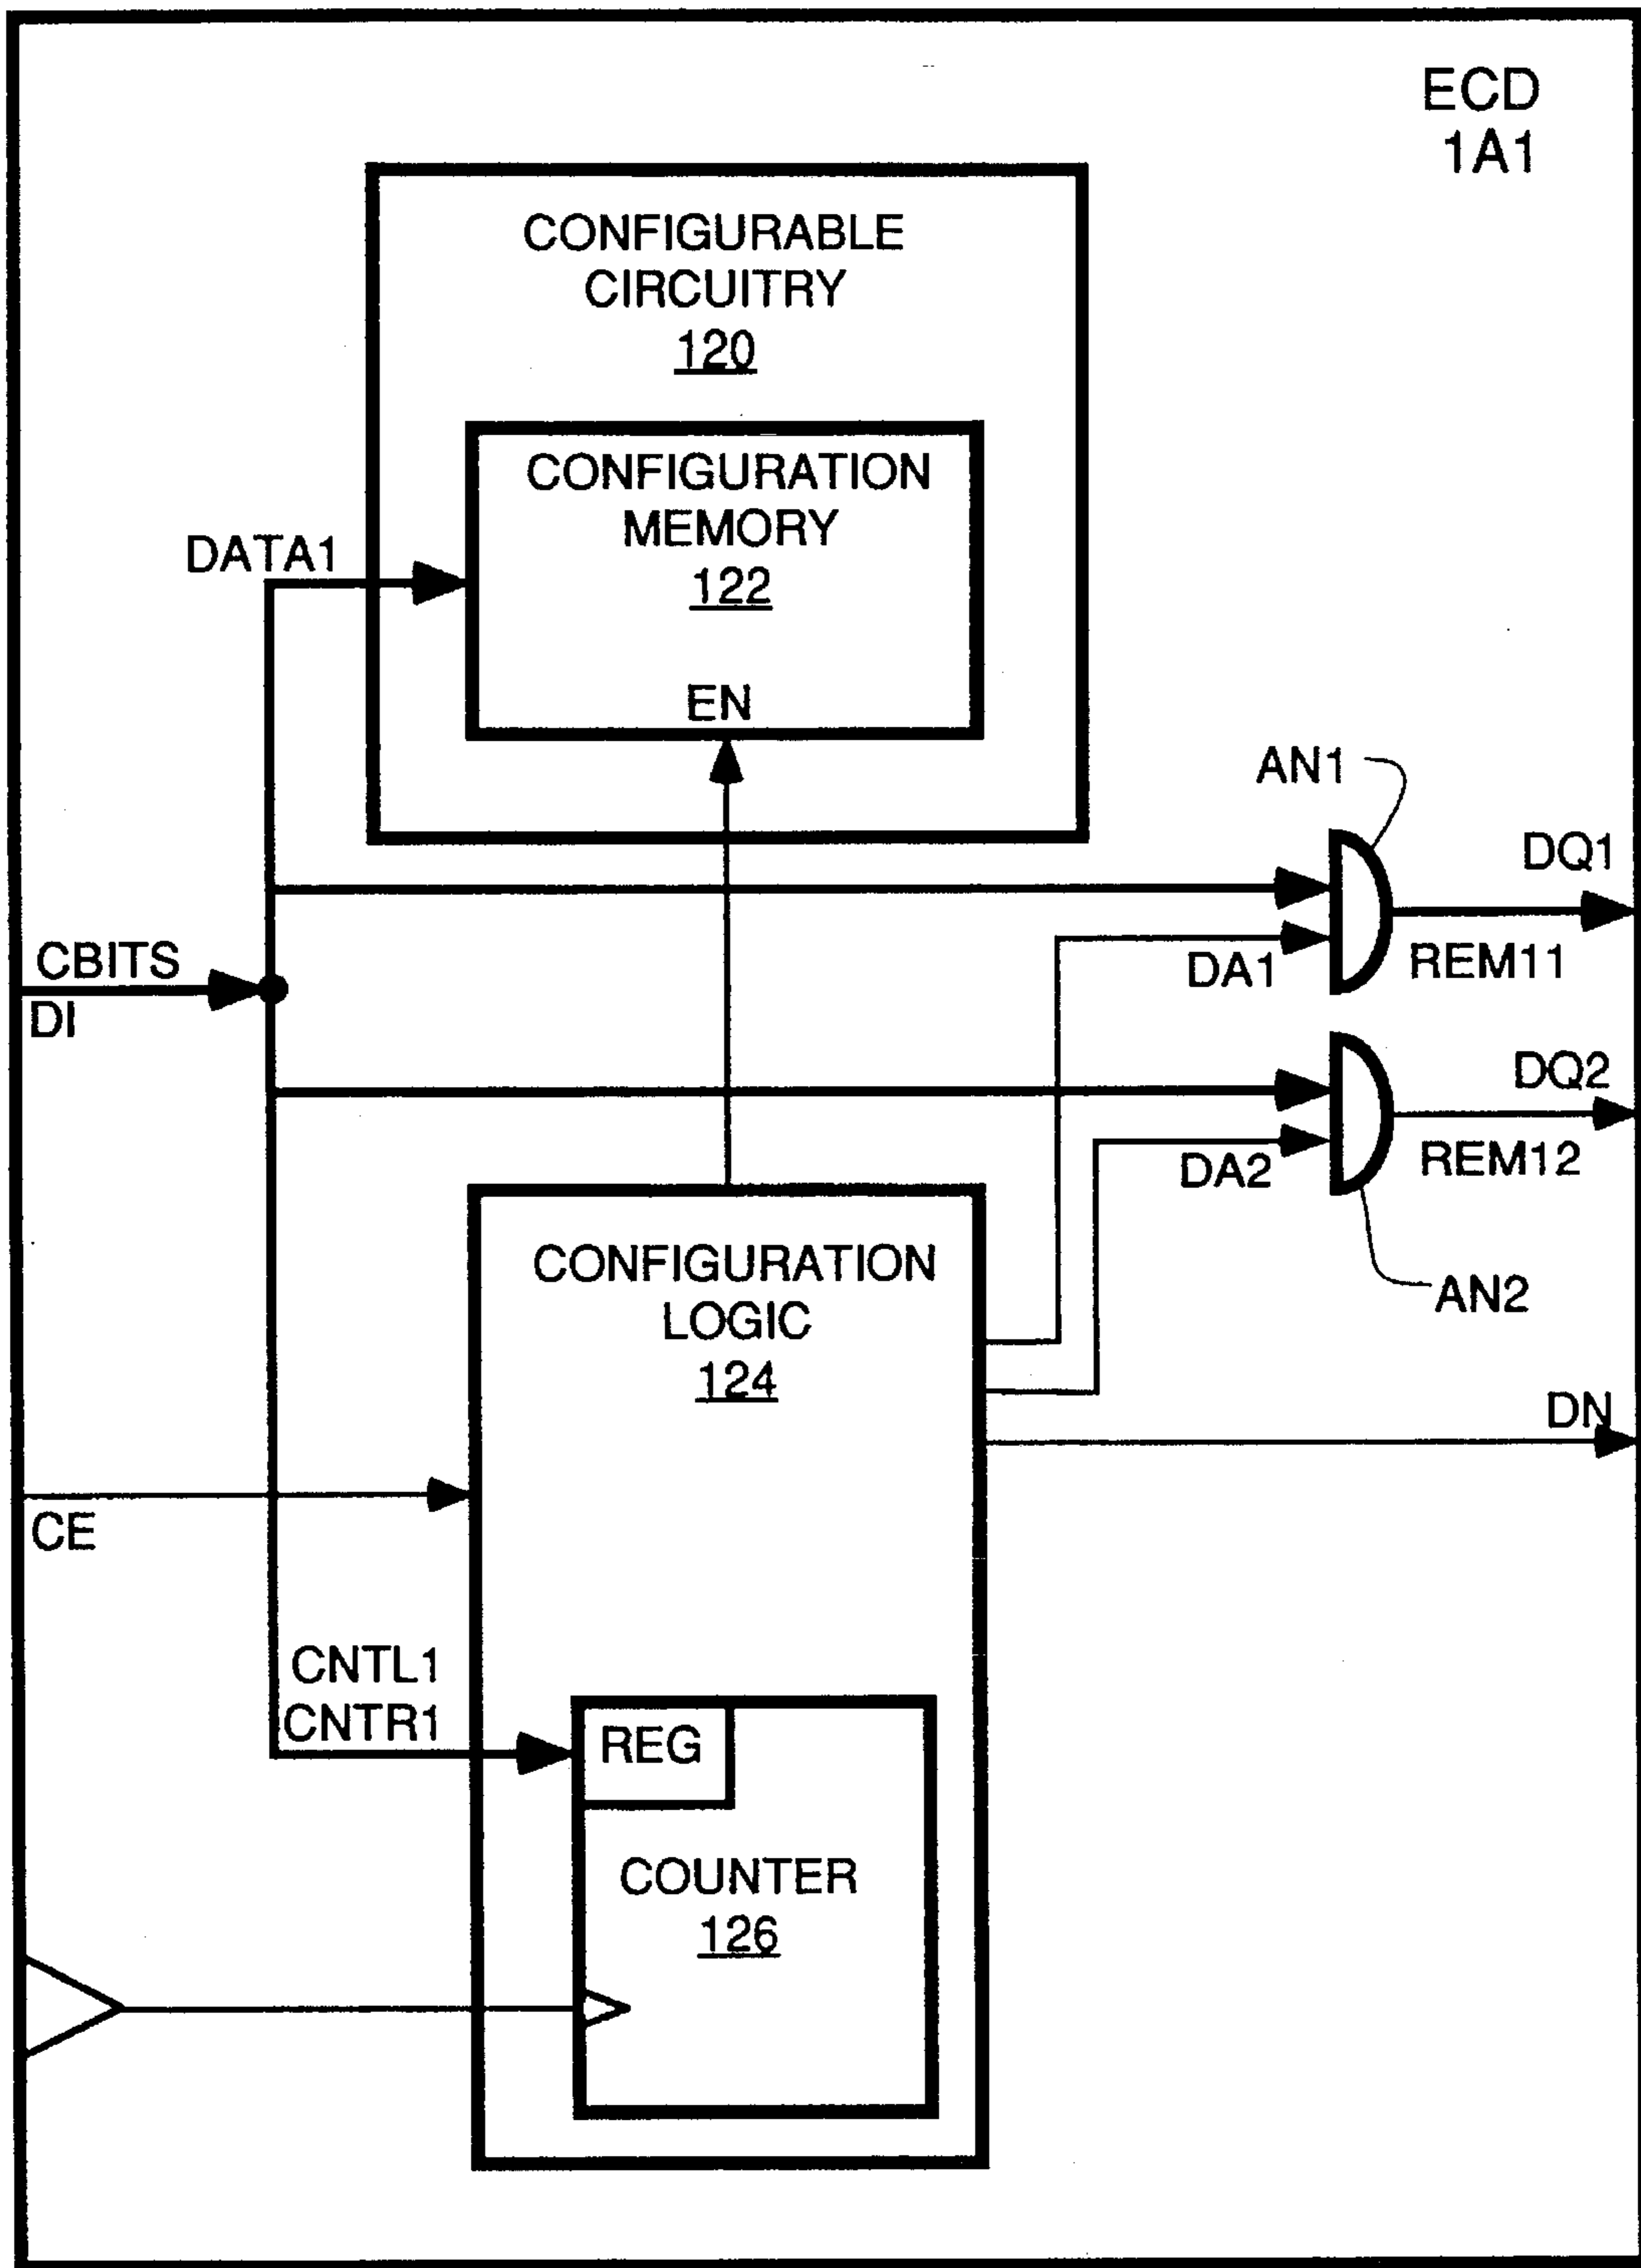 ECD
1A1
CONFIGURABLE
CIRCUITRY
120
CONFIGURATION
MEMORY
122
DATA1
EN
AN1
DQ1
CBITS
DI
DA1
REM11
DQ2
DA2
REM12
CONFIGURATION
LOGIC
124
AN2
DN
CE
CNTL1
CNTR1
REG
COUNTER
126